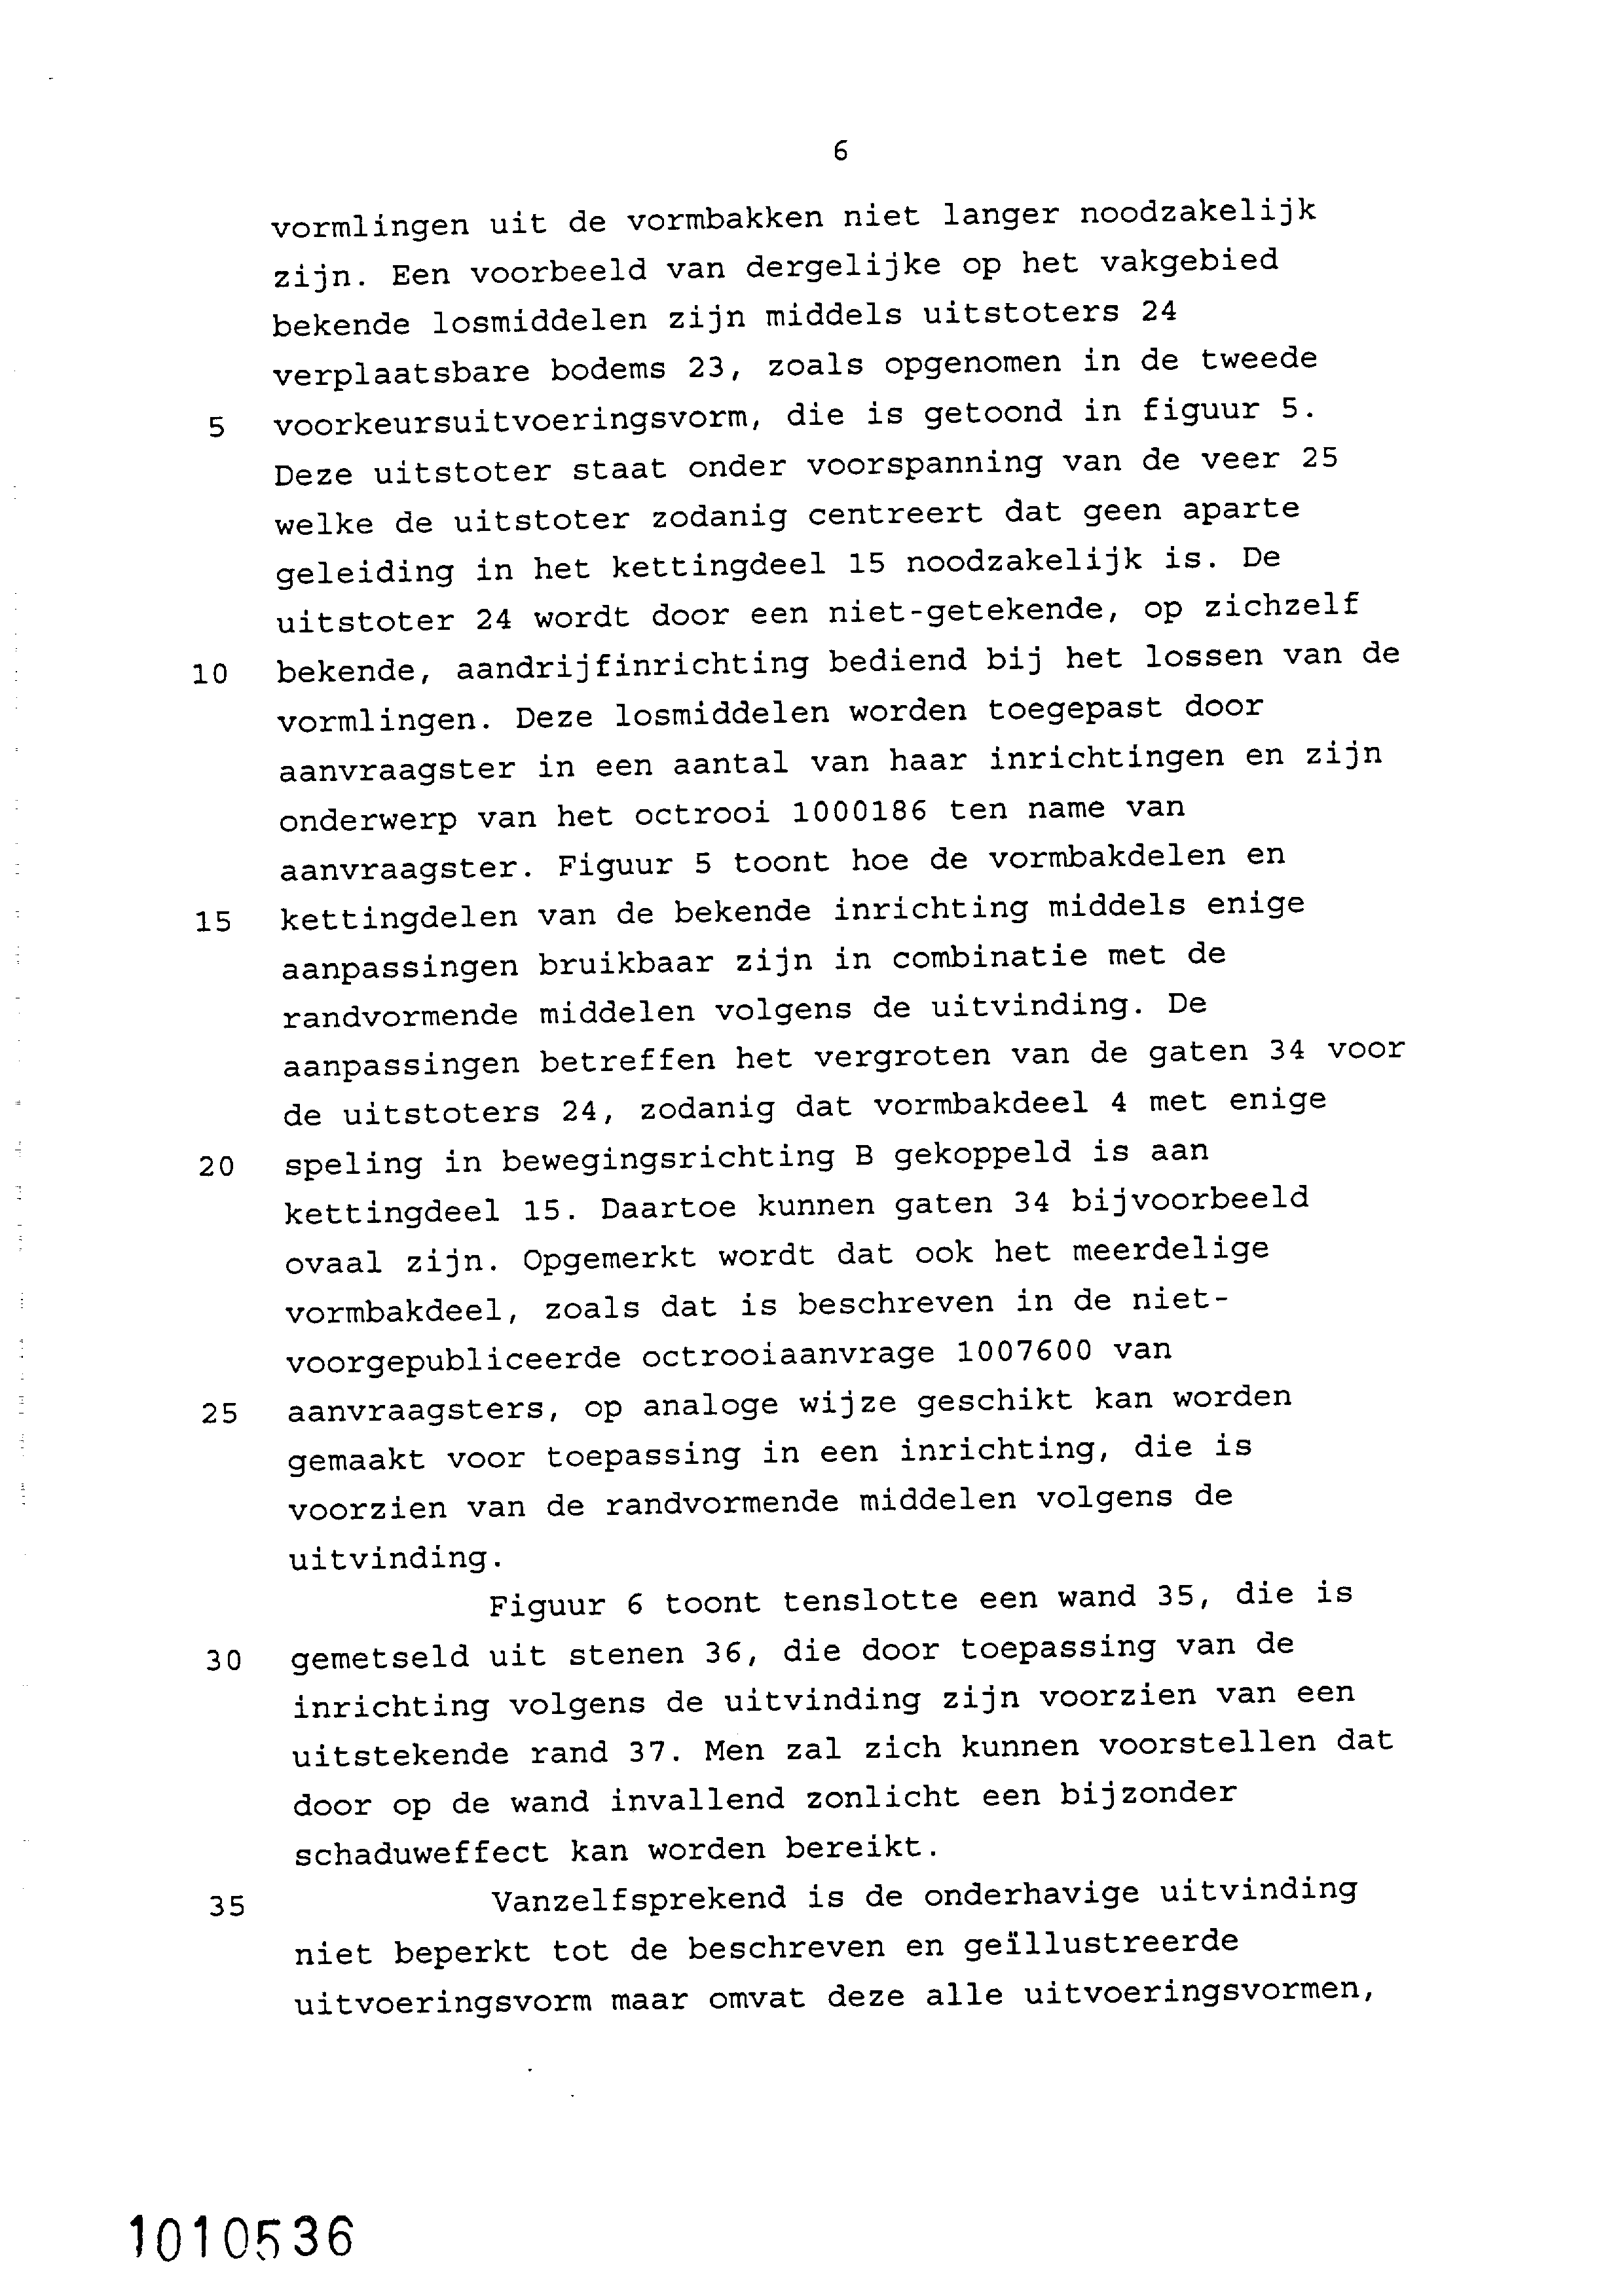 6
vormlingen uit de vormbakken niet langer noodzakelijk
zijn. Een voorbeeld van dergelijke op het vakgebied
bekende losmiddelen zijn middels uitstoters 24
verplaatsbare bodems 23, zoals opgenomen in de tweede
5 voorkeursuitvoeringsvorm, die is getoond in figuur 5.
Deze uitstoter staat onder voorspanning van de veer 25
welke de uitstoter zodanig centreert dat geen aparte
geleiding in het kettingdeel 15 noodzakelijk is. De
uitstoter 24 wordt door een niet-getekende, op zichzelf
10 bekende, aandrijfinrichting bediend bij het lossen van de
vormlingen. Deze losmiddelen worden toegepast door
aanvraagster in een aantal van haar inrichtingen en zijn
onderwerp van het octrooi 1000186 ten name van
aanvraagster. Figuur 5 toont hoe de vormbakdelen en
15 kettingdelen van de bekende inrichting middels enige
aanpassingen bruikbaar zijn in combinatie met de
randvormende middelen volgens de uitvinding. De
aanpassingen betreffen het vergroten van de gaten 34 voor
de uitstoters 24, zodanig dat vormbakdeel 4 met enige
20 speling in bewegingsrichting B gekoppeld is aan
kettingdeel 15. Daartoe kunnen gaten 34 bijvoorbeeld
ovaal zijn. Opgemerkt wordt dat ook het meerdelige
vormbakdeel, zoals dat is beschreven in de niet-
voorgepubliceerde octrooiaanvrage 1007600 van
25 aanvraagsters, op analoge wijze geschikt kan worden
gemaakt voor toepassing in een inrichting, die is
voorzien van de randvormende middelen volgens de
uitvinding.
Figuur 6 toont tenslotte een wand 35, die is
30 gemetseld uit stenen 36, die door toepassing van de
inrichting volgens de uitvinding zijn voorzien van een
uitstekende rand 37. Men zal zich kunnen voorstellen dat
door op de wand invallend zonlicht een bijzonder
schaduweffect kan worden bereikt.
35 Vanzelfsprekend is de onderhavige uitvinding
niet beperkt tot de beschreven en geïllustreerde
uitvoeringsvorm maar omvat deze alle uitvoeringsvormen,
1010536